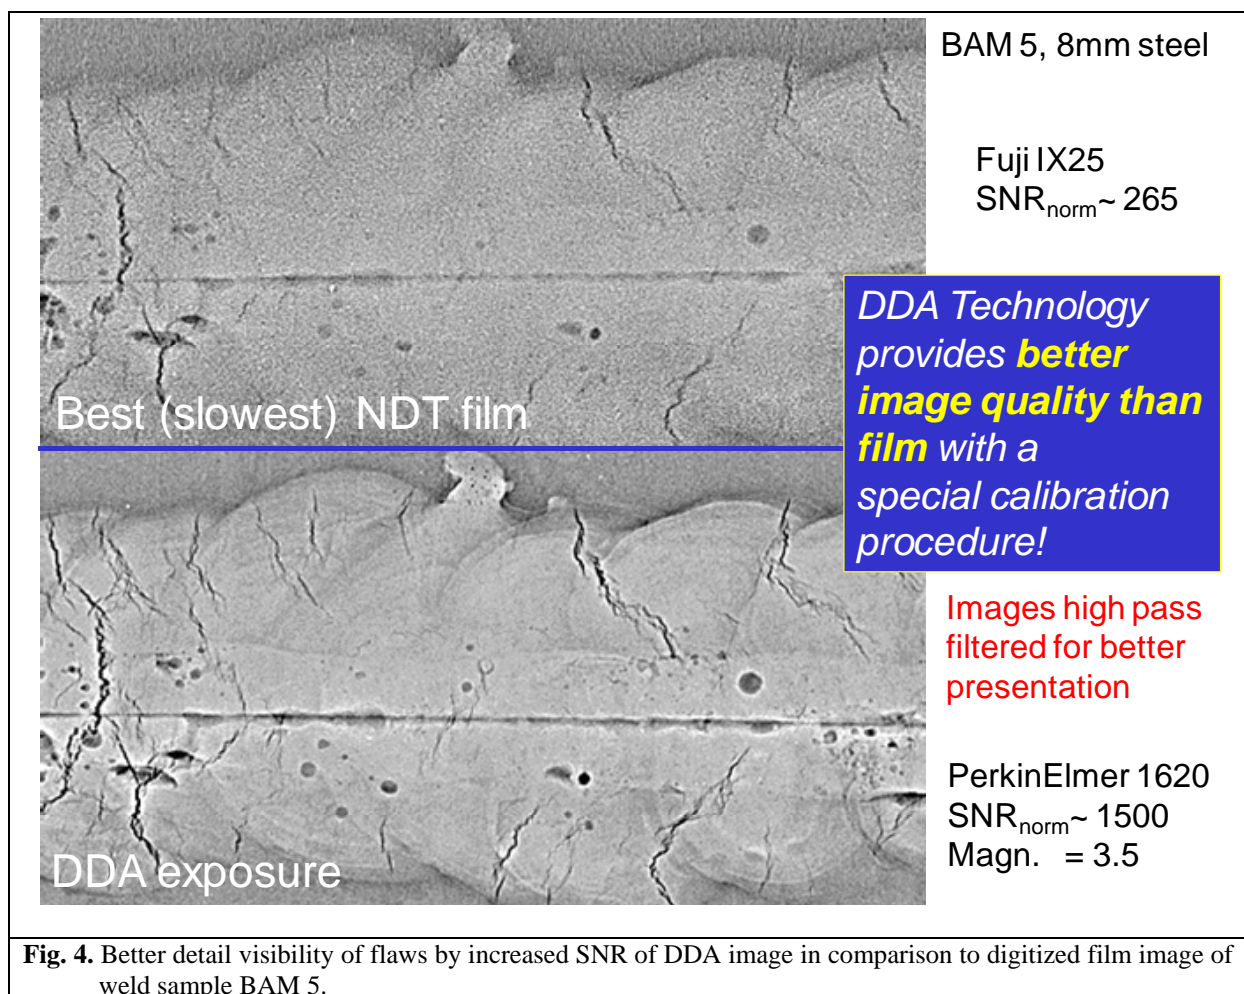 BAM 5, 8mm steel
Fuji IX25
SNRnorm~ 265
Best (slowest) NDT film
DDA Technology
provides better
image quality than
film with a
special calibration
procedure!
Images high pass
filtered for better
presentation
PerkinElmer 1620
SNRnorm~ 1500
Magn. = 3.5
DDA exposure
Fig. 4. Better detail visibility of flaws by increased SNR of DDA image in comparison to digitized film image of
weld sample BAM 5.